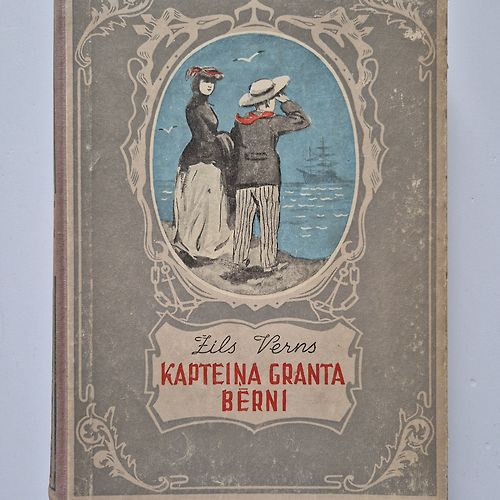 Žils Verns
KAPTEIŅA GRANTA
BĒRNI